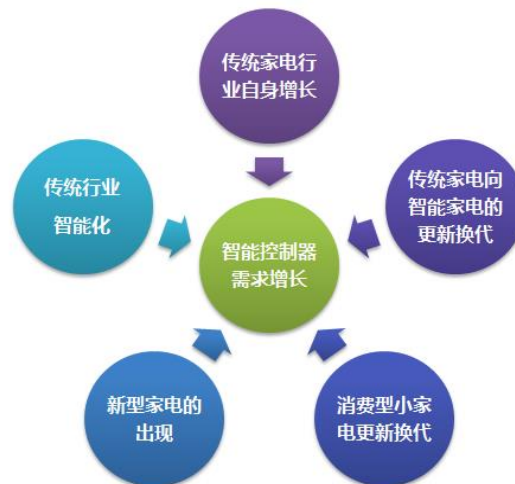 传统家电行
业自身增长
传统行业
智能化
传统家电向
智能家电的
更新换代
智能控制器
需求增长
新型家电的
出现
消费型小家
电更新换代